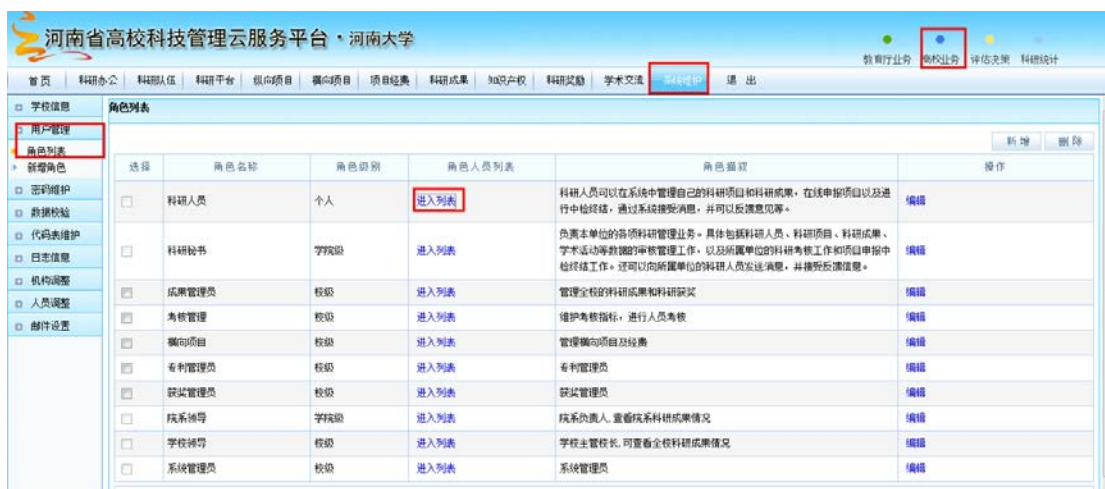 河南省高校科技管理云服务平台·河南大学
教育厅业务 高校业务 评估决策 科研统计
首页 科研办公 科研队伍 科研平台 纵向项目 横向项目 项目经费 科研成果 知识产权 科研奖励 学术交流 系统维护 退出
学校信息
用户管理
角色列表
新增角色
密码维护
数据校验
代码表维护
日志信息
机构调整
人员调整
邮件设置
角色列表
新增 删除
选择 角色名称 角色级别 角色人员列表 角色描述 操作
科研人员 个人 进入列表 科研人员可以在系统中管理自己的科研项目和科研成果，在线申报项目以及进
行中检终结，通过系统接受消息，并可以反馈意见等。 编辑
科研秘书 学院级 进入列表 负责本单位的各项科研管理业务。具体包括科研人员、科研项目、科研成果、
学术活动等数据的审核管理工作，以及所属单位的科研考核工作和项目申报中
检终结工作。还可以向所属单位的科研人员发送消息，并接受反馈信息。 编辑
成果管理员 校级 进入列表 管理全校的科研成果和科研获奖 编辑
考核管理 校级 进入列表 维护考核指标，进行人员考核 编辑
横向项目 校级 进入列表 管理横向项目及经费 编辑
专利管理员 校级 进入列表 专利管理员 编辑
获奖管理员 校级 进入列表 获奖管理员 编辑
院系领导 学院级 进入列表 院系负责人,查看院系科研成果情况 编辑
学校领导 校级 进入列表 学校主管校长,可查看全校科研成果情况 编辑
系统管理员 校级 进入列表 系统管理员 编辑